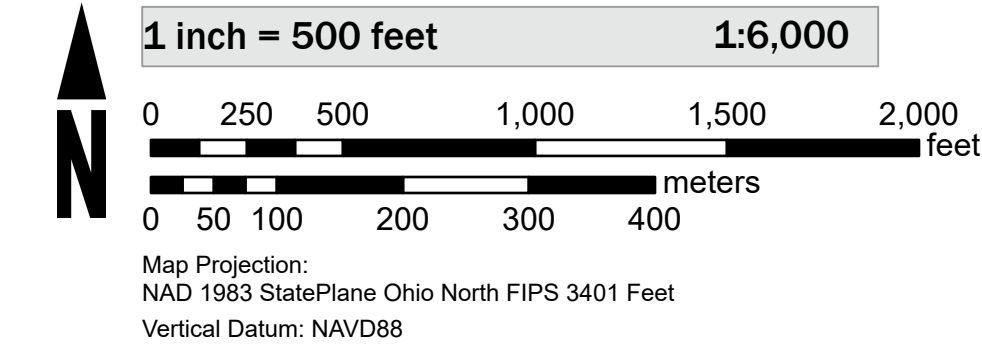 1 inch = 500 feet 1:6,000
0 250 500 1,000 1,500 2,000
feet
meters
0 50 100 200 300 400
N
Map Projection:
NAD 1983 StatePlane Ohio North FIPS 3401 Feet
Vertical Datum: NAVD88